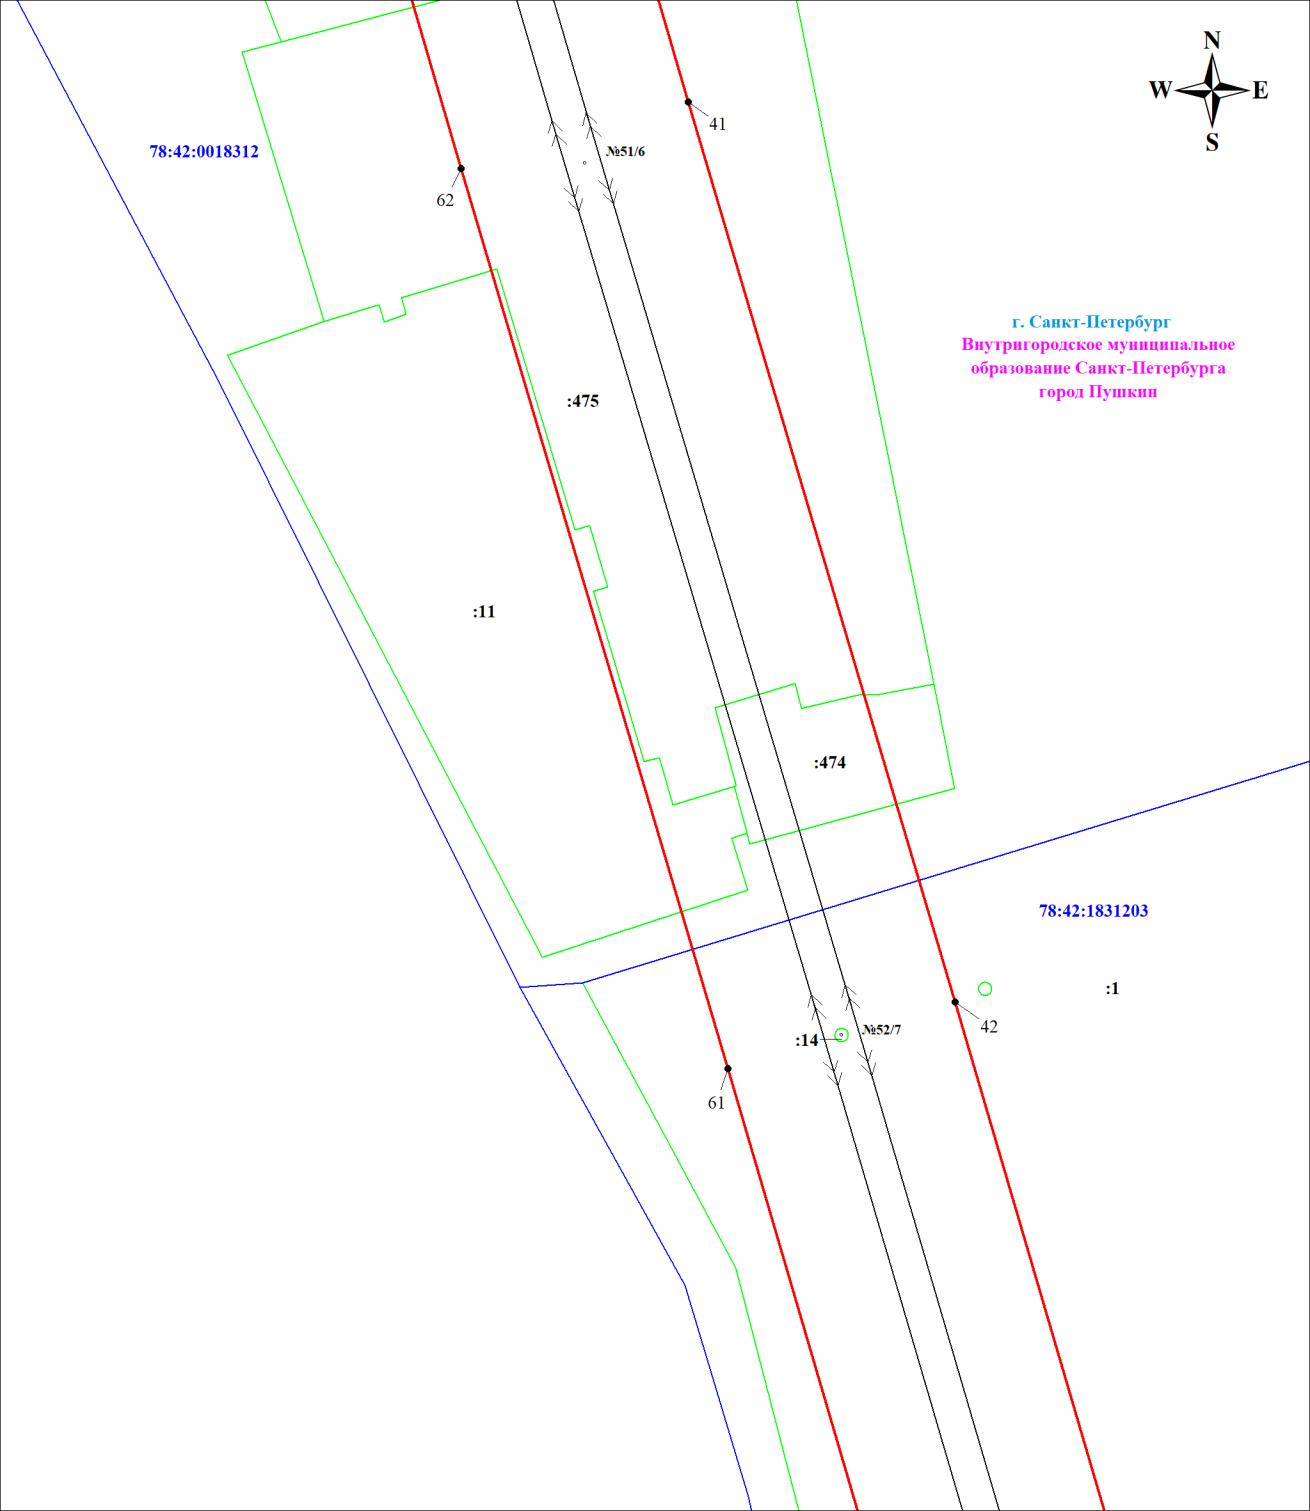 N
W E
S
41
78:42:0018312
№51/6
62
г. Санкт-Петербург
Внутригородское муниципальное
образование Санкт-Петербурга
город Пушкин
:475
:11
:474
78:42:1831203
:1
42
№52/7
:14
61